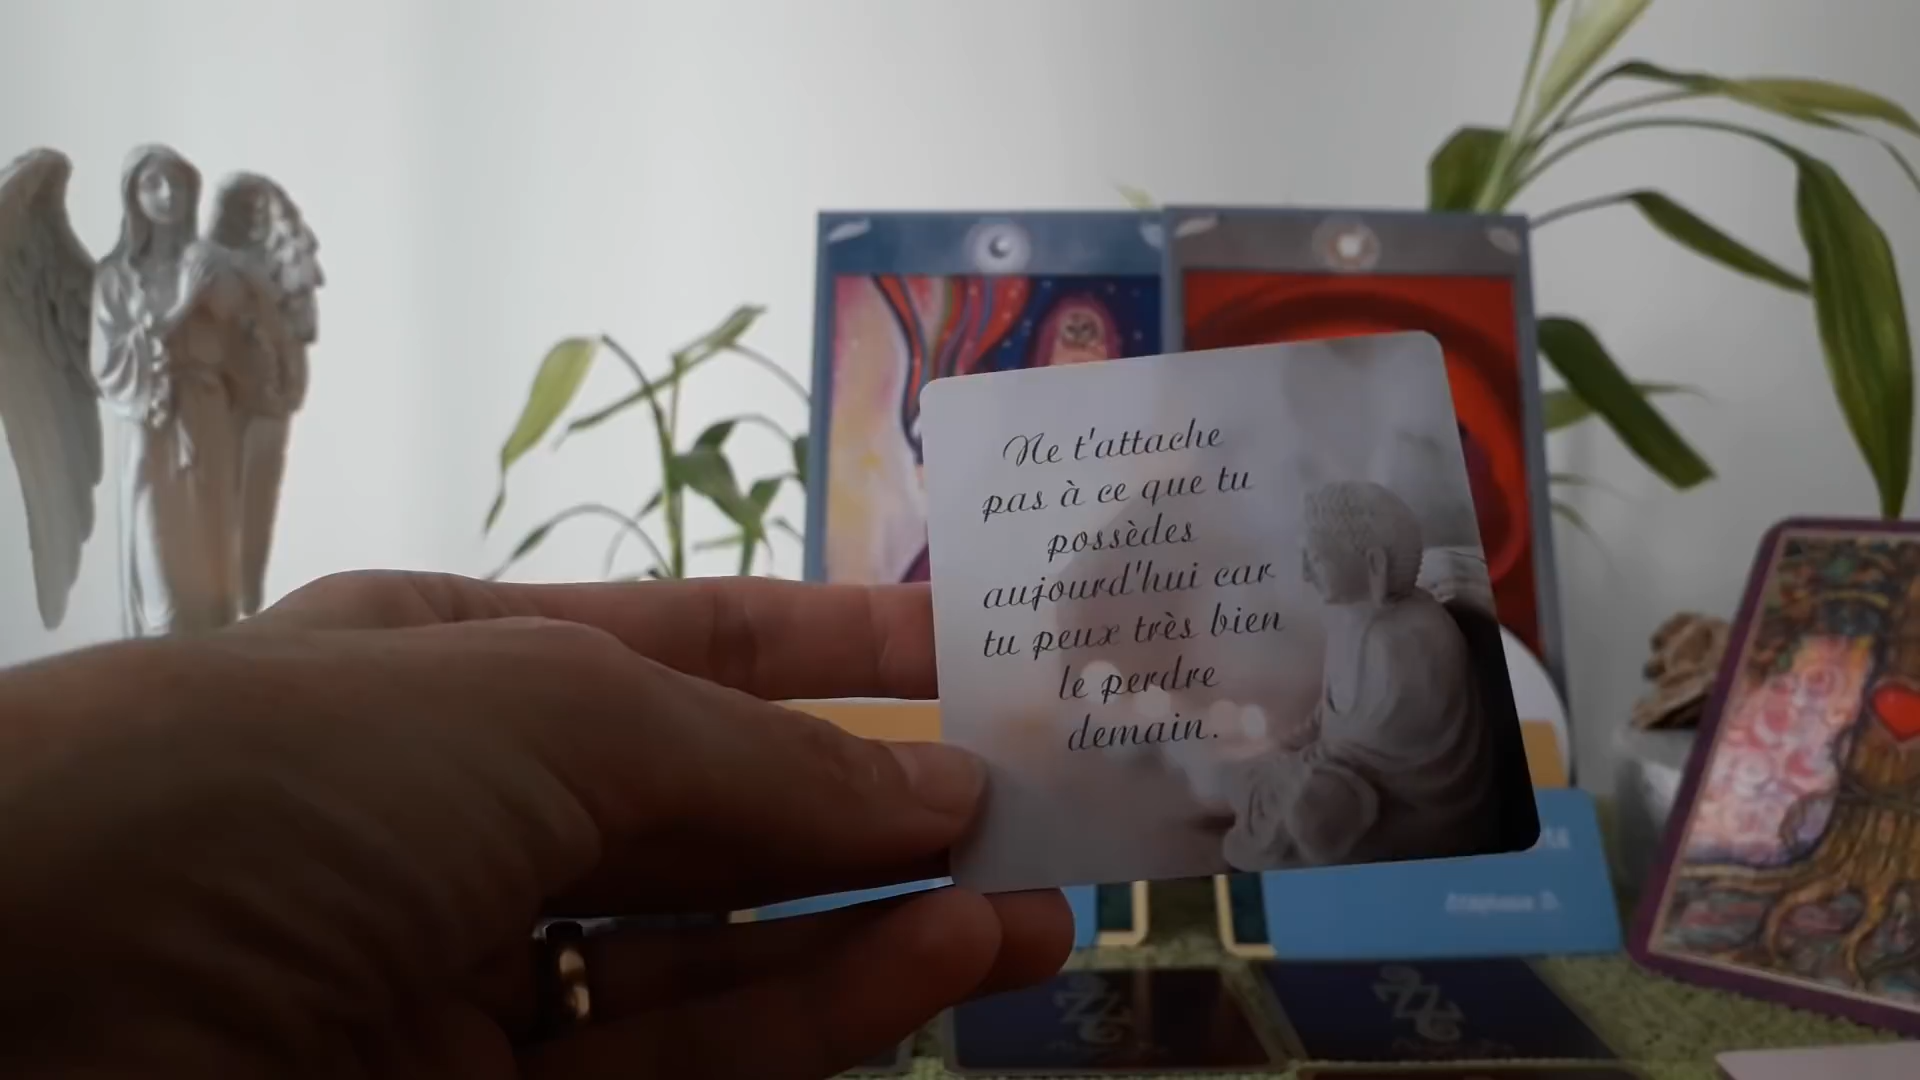 Ne t'attache
pas à ce que tu
possèdes
aujourd'hui car
tu peux très bien
le perdre
demain.